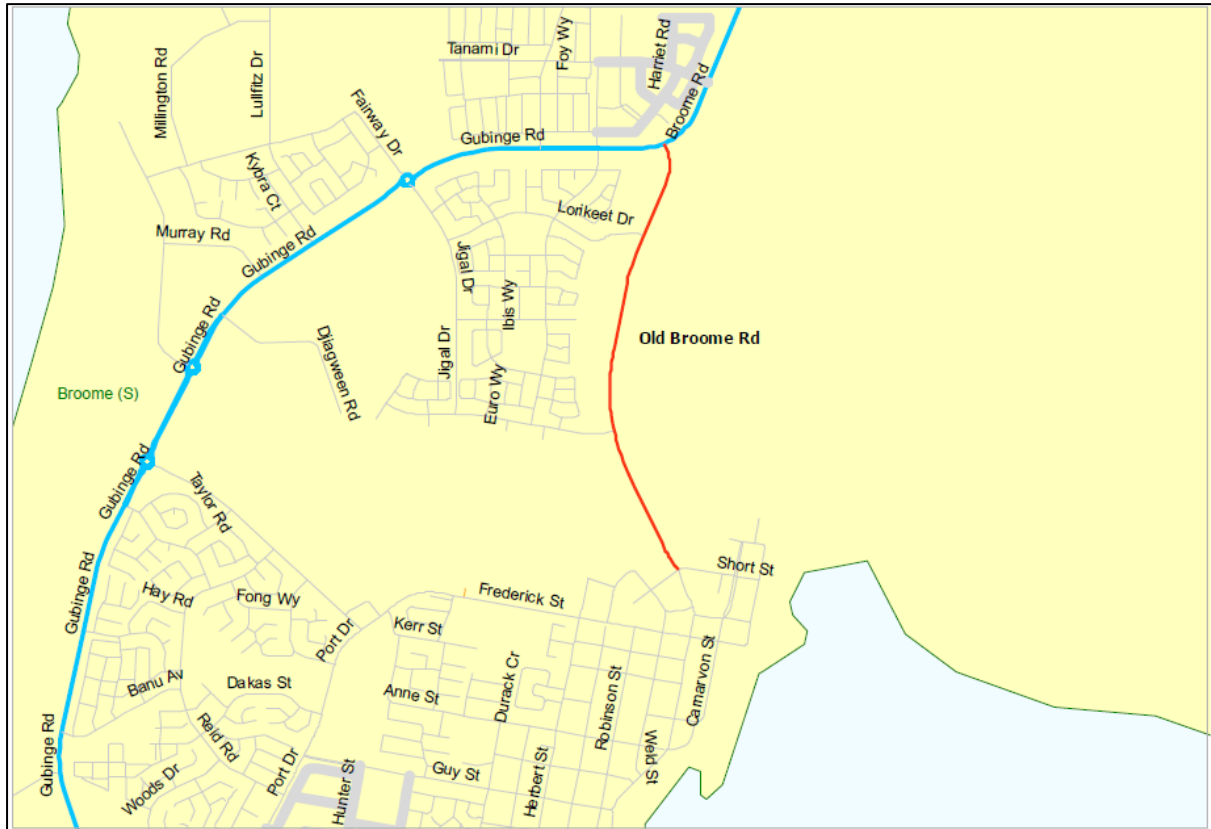 Tanami Dr
Foy Wy
Harriet Rd
Millington Rd
Lullfitz Dr
Fairway Dr
Gubinge Rd
Broome Rd
Kybra Ct
Lorikeet Dr
Murray Rd
Gubinge Rd
Jigal Dr
Ibis Wy
Gubinge Rd
Djiagween Rd
Jigal Dr
Old Broome Rd
Euro Wy
Broome (S)
Gubinge Rd
Taylor Rd
Gubinge Rd
Short St
Hay Rd
Fong Wy
Frederick St
Port Dr
Kerr St
Banu Av
Dakas St
Anne St
Durack Cr
Robinson St
Carnarvon St
Reid Rd
Weld St
Gubinge Rd
Woods Dr
Port Dr
Hunter St
Guy St
Herbert St